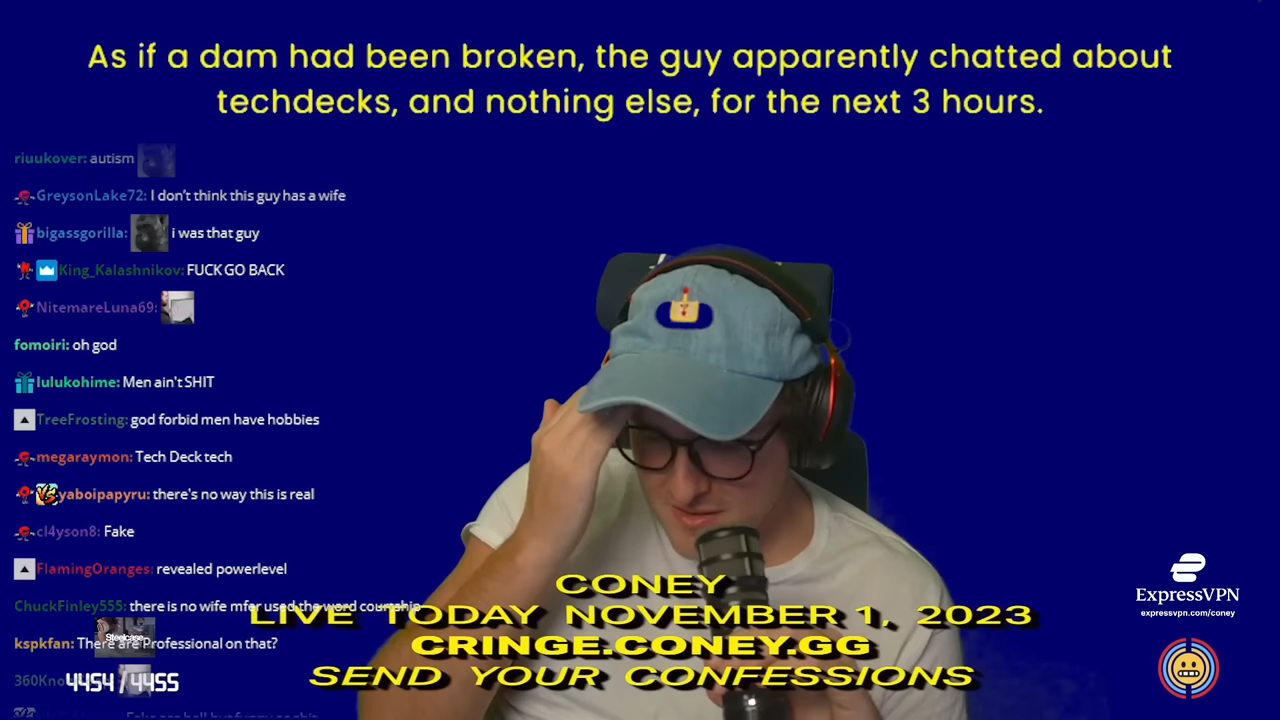 As if a dam had been broken, the guy apparently chatted about
techdecks, and nothing else, for the next 3 hours.
riuukover: autism
GreysonLake72: I don't think this guy has a wife
bigassgorilla: i was that guy
King_Kalashnikov: FUCK GO BACK
NitemareLuna69:
fomoiri: oh god
lulukohime: Men ain't SHIT
TreeFrosting: god forbid men have hobbies
megaraymon: Tech Deck tech
yaboipapyru: there's no way this is real
cl4yson8: Fake
FlamingOranges: revealed powerlevel
ChuckFinley555: there is no wife mfer used the word courtship
kspkfan: There are Professional on that?
Steelcase
360Kno
4454 / 4455
CONEY
LIVE TODAY NOVEMBER 1, 2023
CRINGE.CONEY.GG
SEND YOUR CONFESSIONS
ExpressVPN
expressvpn.com/coney